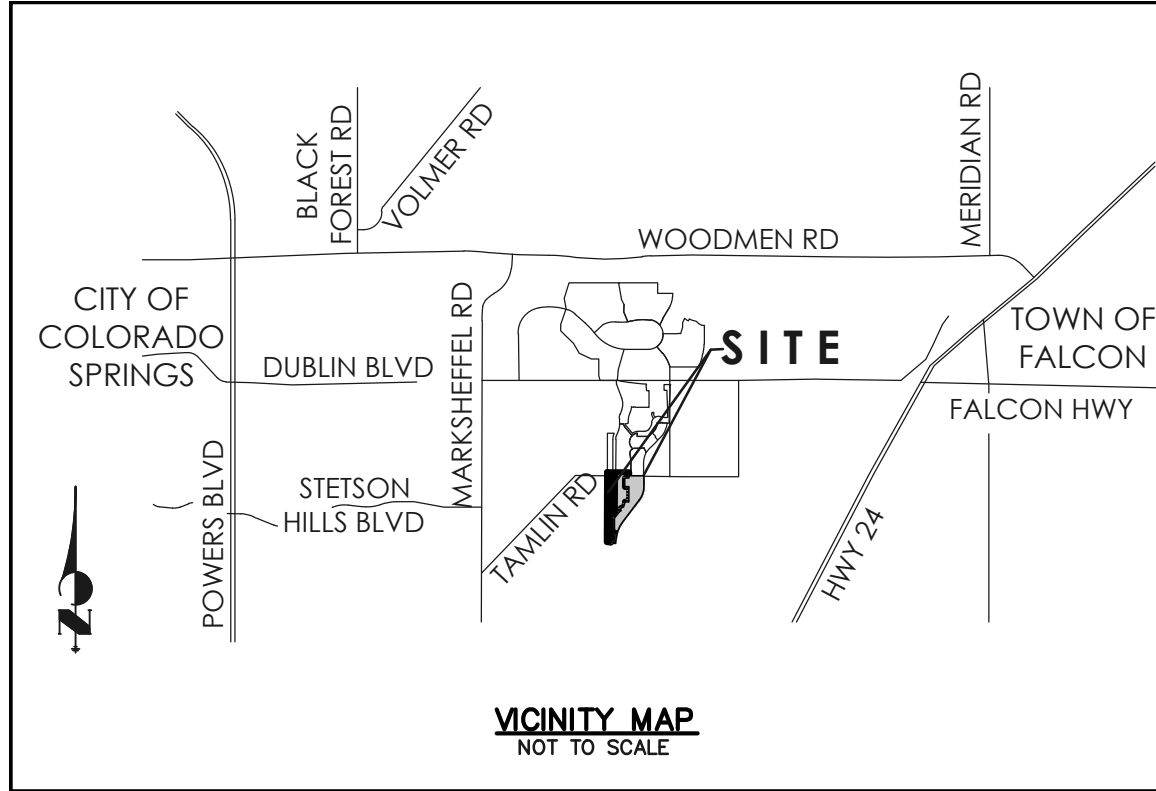 BLACK
FOREST RD
VOLMER RD
MERIDIAN RD
WOODMEN RD
CITY OF
COLORADO
SPRINGS
MARKSHEFFEL RD
TOWN OF
FALCON
SITE
DUBLIN BLVD
FALCON HWY
POWERS BLVD
STETSON
HILLS BLVD
TAMLIN RD
HWY 24
N
VICINITY MAP
NOT TO SCALE